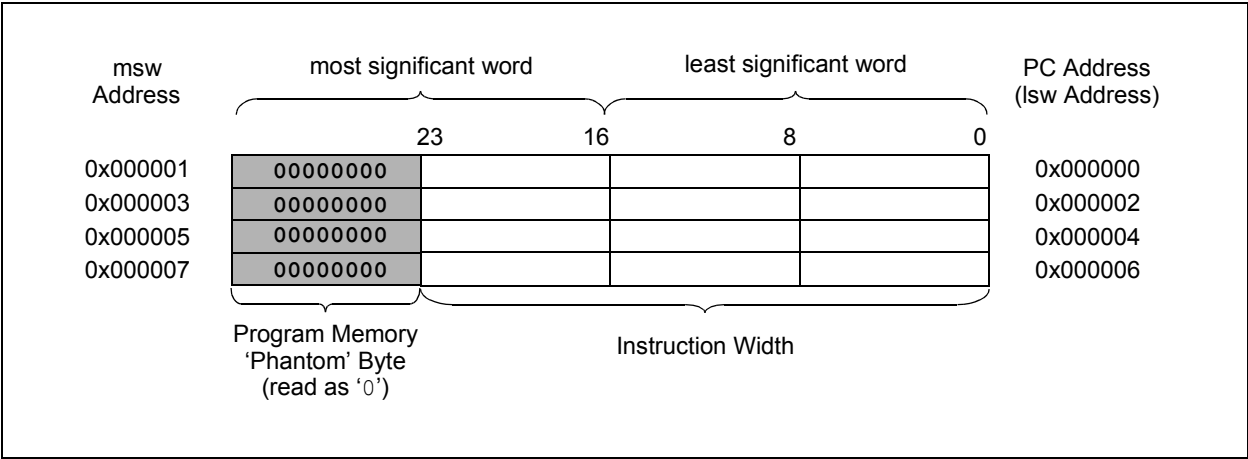 msw
Address
most significant word
least significant word
PC Address
(lsw Address)
23 16 8 0
0x000001 00000000 0x000000
0x000003 00000000 0x000002
0x000005 00000000 0x000004
0x000007 00000000 0x000006
Program Memory
‘Phantom’ Byte
(read as ‘0’)
Instruction Width